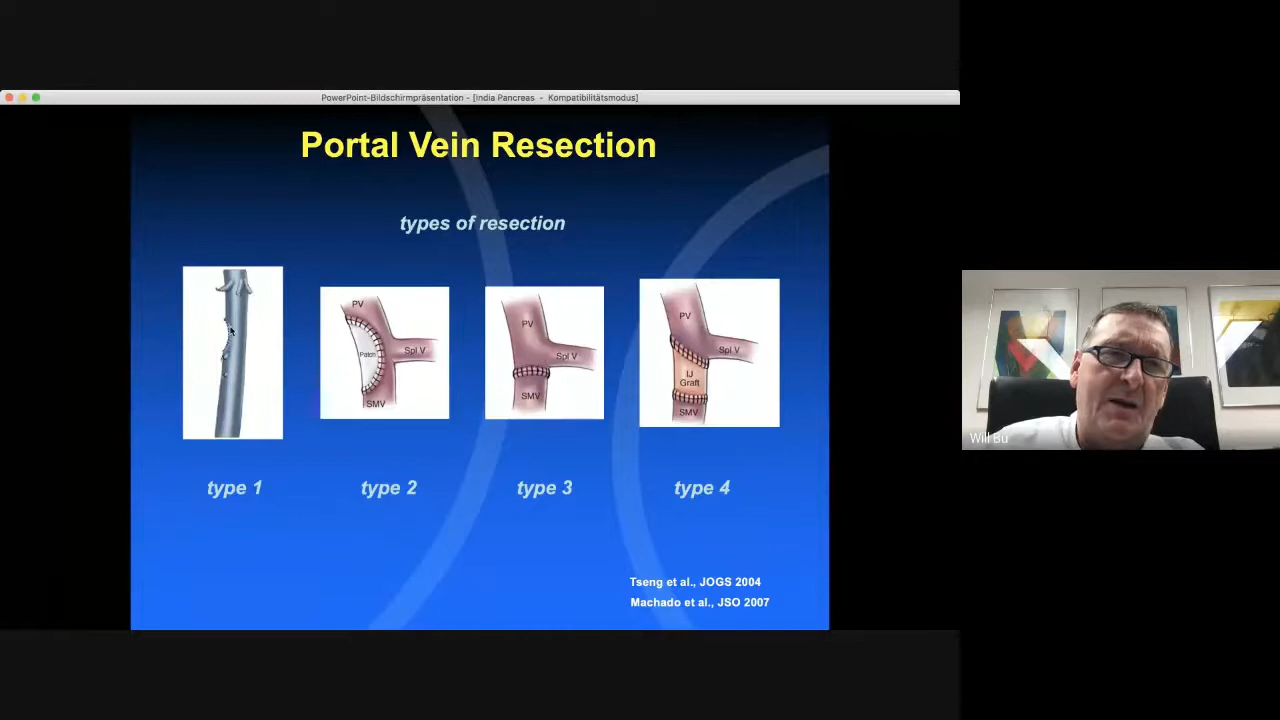 PowerPoint-Bildschirmpräsentation - [India Pancreas - Kompatibilitätsmodus]
Portal Vein Resection
types of resection
PV
Patch
Spl V
SMV
PV
Spl V
SMV
PV
Spl V
IJ
Graft
SMV
type 1
type 2
type 3
type 4
Tseng et al., JOGS 2004
Machado et al., JSO 2007
Will Bu